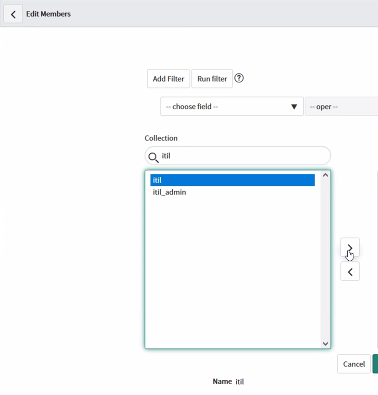 Edit Members
Add Filter Run filter ?
-- choose field -- -- oper --
Collection
itil
itil
itil_admin
Cancel
Name itil